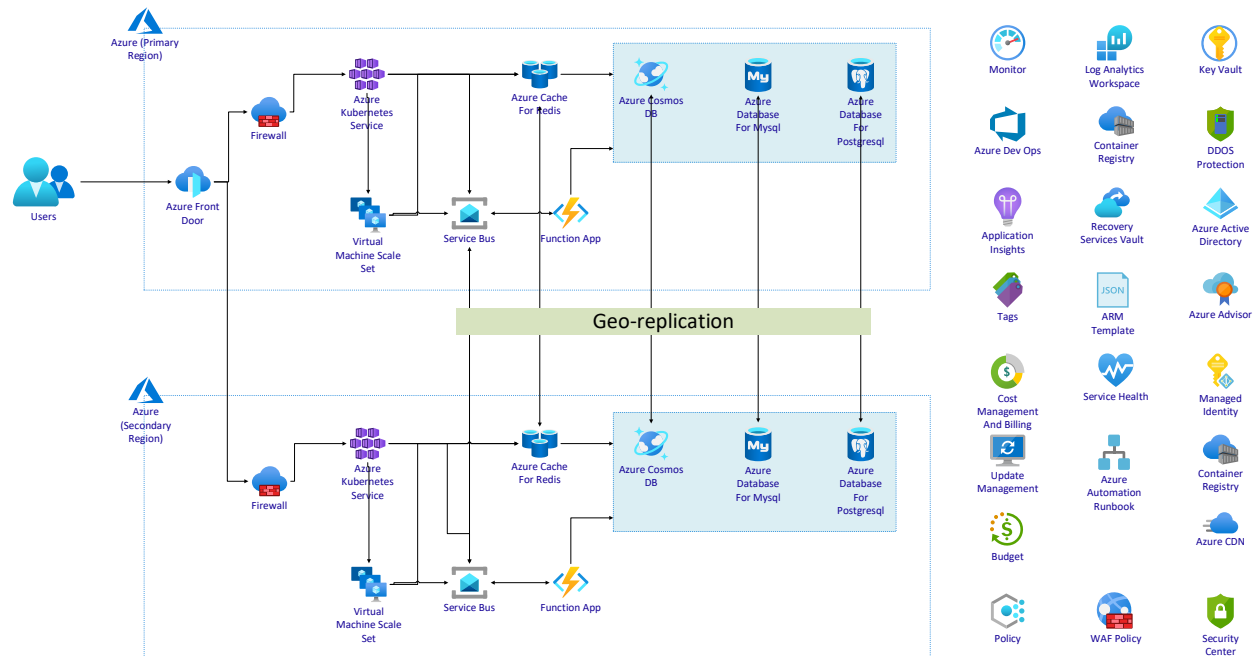 Azure (Primary
Region)
Azure
Kubernetes
Service
Firewall
Users
Azure Front
Door
Virtual
Machine Scale
Set
Service Bus
Function App
Azure Cache
For Redis
Azure Cosmos
DB
My
Azure
Database
For Mysql
Azure
Database
For
Postgresql
Geo-replication
Azure
(Secondary
Region)
Azure
Kubernetes
Service
Firewall
Virtual
Machine Scale
Set
Service Bus
Function App
Azure Cache
For Redis
Azure Cosmos
DB
My
Azure
Database
For Mysql
Azure
Database
For
Postgresql
Monitor
Log Analytics
Workspace
Key Vault
Azure Dev Ops
Container
Registry
DDOS
Protection
Application
Insights
Recovery
Services Vault
Azure Active
Directory
Tags
JSON
ARM
Template
Azure Advisor
Cost
Management
And Billing
Service Health
Managed
Identity
Update
Management
Azure
Automation
Runbook
Container
Registry
Budget
Azure CDN
Policy
WAF Policy
Security
Center